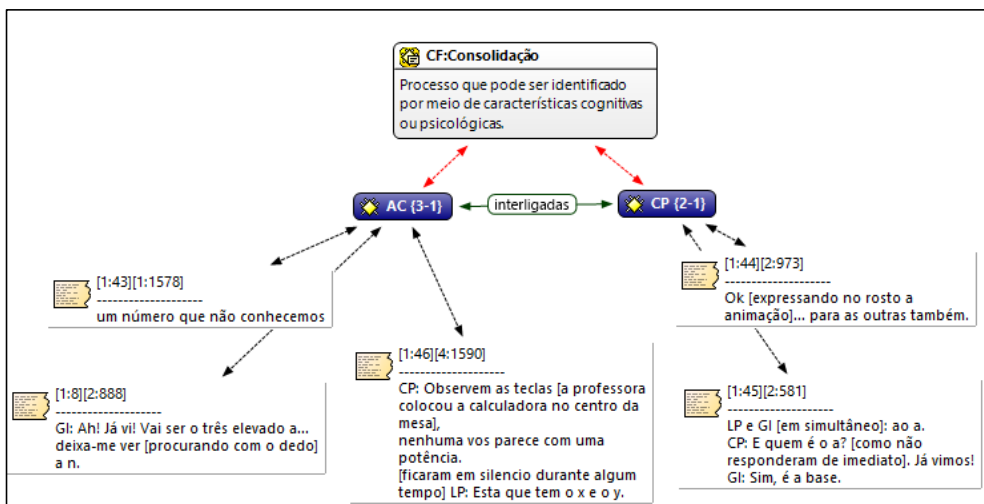 CF:Consolidação
Processo que pode ser identificado
por meio de características cognitivas
ou psicológicas.
AC {3-1}
interligadas
CP {2-1}
[1:43][1:1578]
--------------------
um número que não conhecemos
[1:44][2:973]
--------------------
Ok [expressando no rosto a
animação]... para as outras também.
[1:8][2:888]
--------------------
GI: Ah! Já vi! Vai ser o três elevado a...
deixa-me ver [procurando com o dedo]
a n.
[1:46][4:1590]
--------------------
CP: Observem as teclas [a professora
colocou a calculadora no centro da
mesa],
nenhuma vos parece com uma
potência.
[ficaram em silencio durante algum
tempo] LP: Esta que tem o x e o y.
[1:45][2:581]
--------------------
LP e GI [em simultâneo]: ao a.
CP: E quem é o a? [como não
responderam de imediato]. Já vimos!
GI: Sim, é a base.